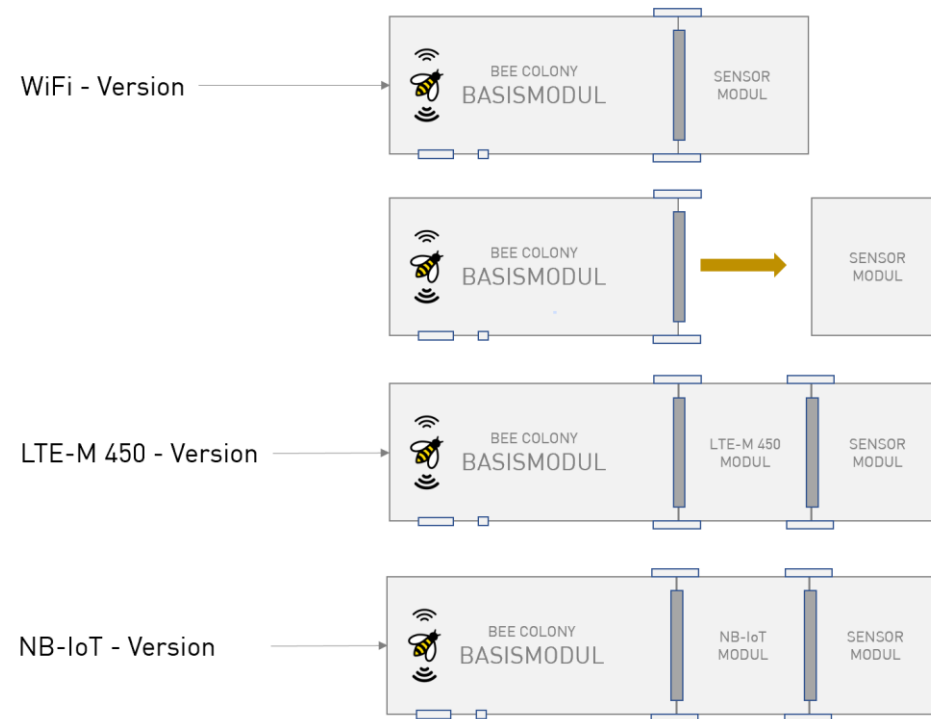 WiFi - Version
BEE COLONY
BASISMODUL
SENSOR
MODUL
BEE COLONY
BASISMODUL
SENSOR
MODUL
LTE-M 450 - Version
BEE COLONY
BASISMODUL
LTE-M 450
MODUL
SENSOR
MODUL
NB-IoT - Version
BEE COLONY
BASISMODUL
NB-IoT
MODUL
SENSOR
MODUL